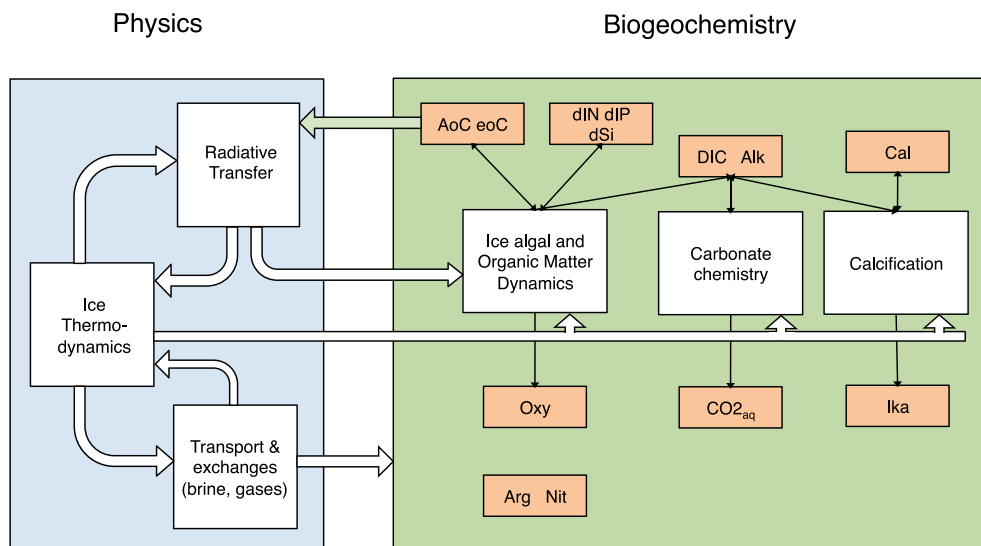 Physics
Biogeochemistry
Radiative
Transfer
Ice
Thermo-
dynamics
Transport &
exchanges
(brine, gases)
AoC eoC
dIN dIP
dSi
DIC Alk
Cal
Ice algal and
Organic Matter
Dynamics
Carbonate
chemistry
Calcification
Oxy
CO2aq
Ika
Arg Nit